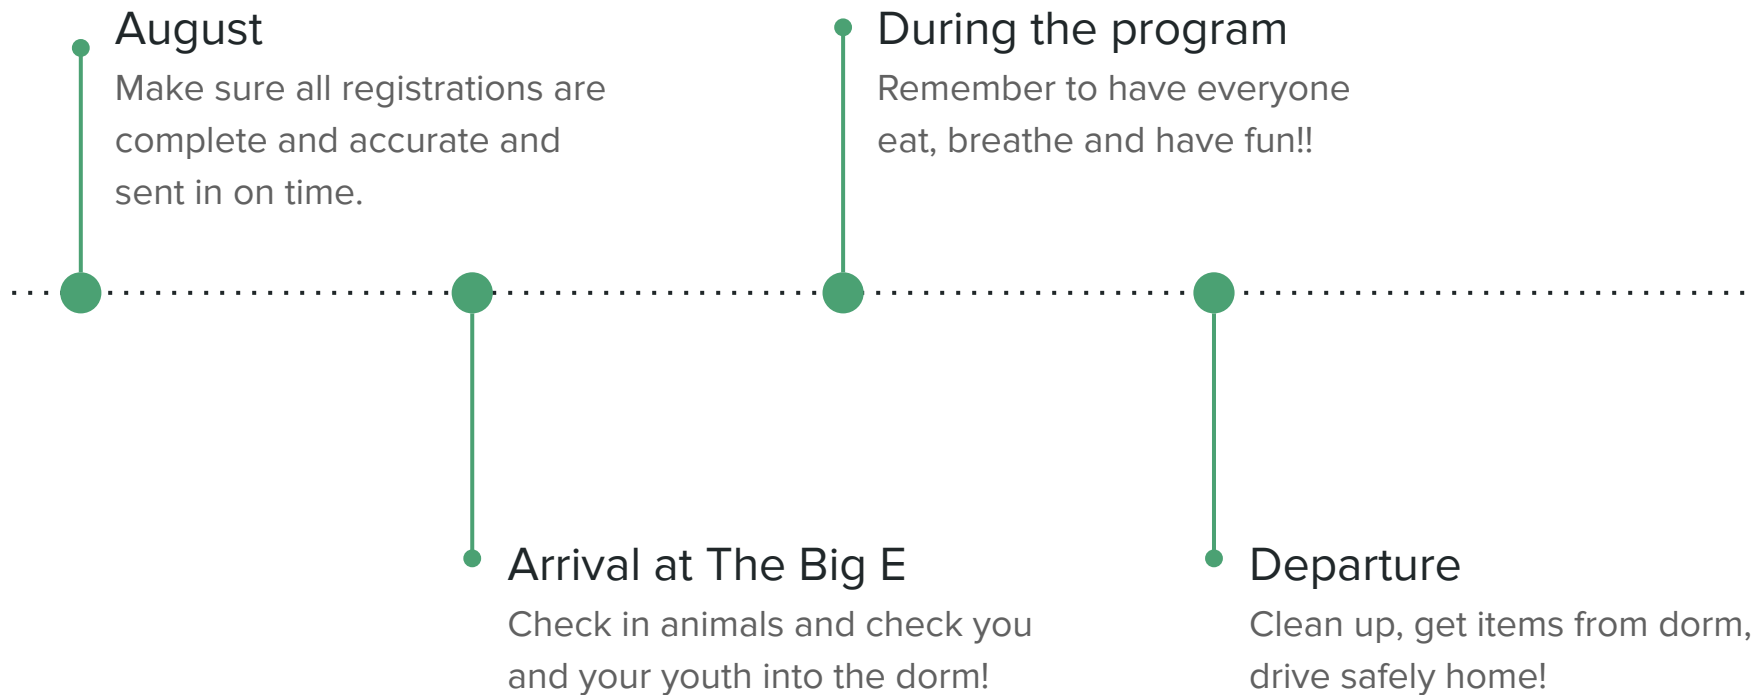 August
Make sure all registrations are
complete and accurate and
sent in on time.
During the program
Remember to have everyone
eat, breathe and have fun!!
Arrival at The Big E
Check in animals and check you
and your youth into the dorm!
Departure
Clean up, get items from dorm,
drive safely home!